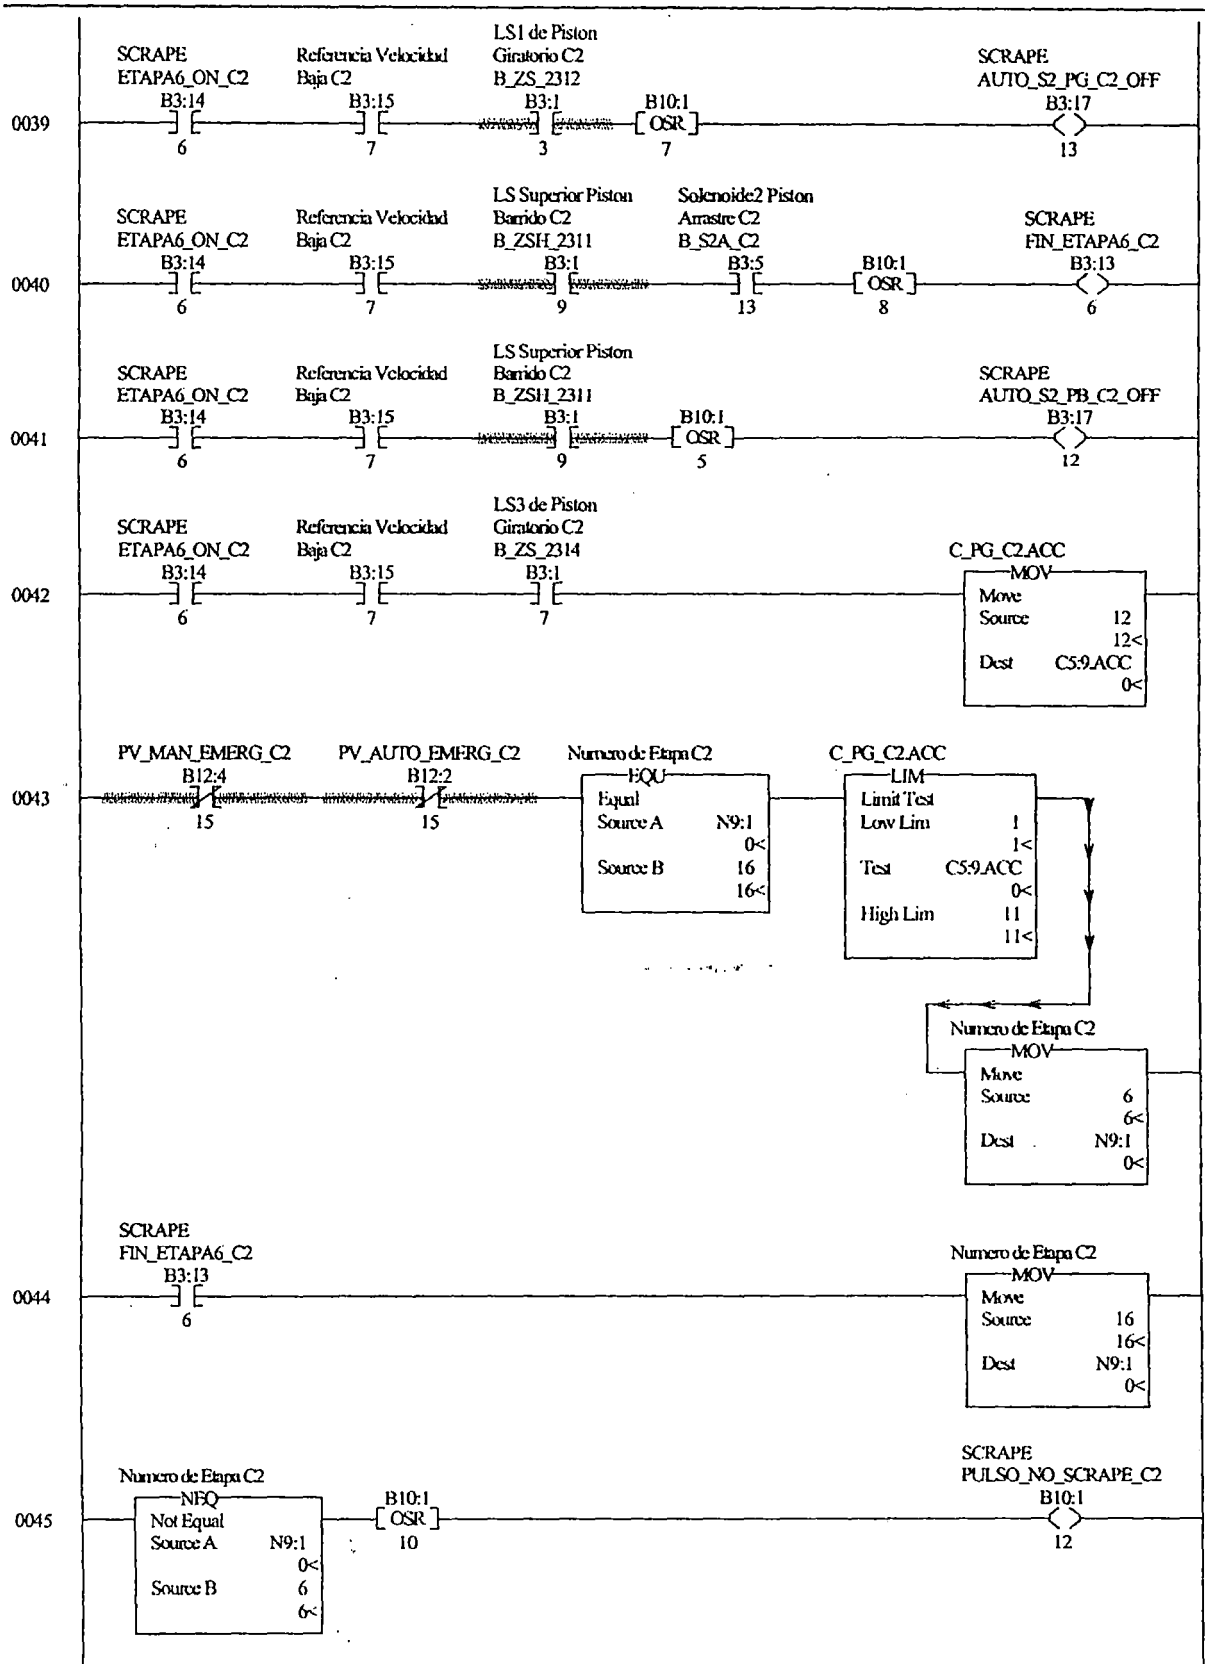 LS1 de Piston
SCRAPE Referencia Velocidad Giratorio C2 SCRAPE
ETAPA6_ON_C2 Baja C2 B_ZS_2312 AUTO_S2_PG_C2_OFF
B3:14 B3:15 B3:1 B10:1 B3:17
0039 OSR
6 7 3 7 13
LS Superior Piston Solenoide2 Piston
SCRAPE Referencia Velocidad Barrido C2 Arrastre C2 SCRAPE
ETAPA6_ON_C2 Baja C2 B_ZSH_2311 B_S2A_C2 FIN_ETAPA6_C2
B3:14 B3:15 B3:1 B3:5 B10:1 B3:13
0040 OSR
6 7 9 13 8 6
LS Superior Piston
SCRAPE Referencia Velocidad Barrido C2 SCRAPE
ETAPA6_ON_C2 Baja C2 B_ZSH_2311 AUTO_S2_PB_C2_OFF
B3:14 B3:15 B3:1 B10:1 B3:17
0041 OSR
6 7 9 5 12
LS3 de Piston
SCRAPE Referencia Velocidad Giratorio C2
ETAPA6_ON_C2 Baja C2 B_ZS_2314 C_PG_C2.ACC
B3:14 B3:15 B3:1 MOV
0042 Move
6 7 7 Source 12
12<
Dest C5:9.ACC
0<
PV_MAN_EMERG_C2 PV_AUTO_EMERG_C2 Numero de Etapa C2 C_PG_C2.ACC
B12:4 B12:2 EQU LIM
0043 Equal Limit Test
15 15 Source A N9:1 Low Lim 1
0< 1<
Source B 16 Test C5:9.ACC
16< 0<
High Lim 11
11<
Numero de Etapa C2
MOV
Move
Source 6
6<
Dest N9:1
0<
SCRAPE
FIN_ETAPA6_C2 Numero de Etapa C2
B3:13 MOV
0044 Move
6 Source 16
16<
Dest N9:1
0<
SCRAPE
Numero de Etapa C2 PULSO_NO_SCRAPE_C2
NEQ B10:1 B10:1
0045 Not Equal OSR
Source A N9:1 10 12
0<
Source B 6
6<